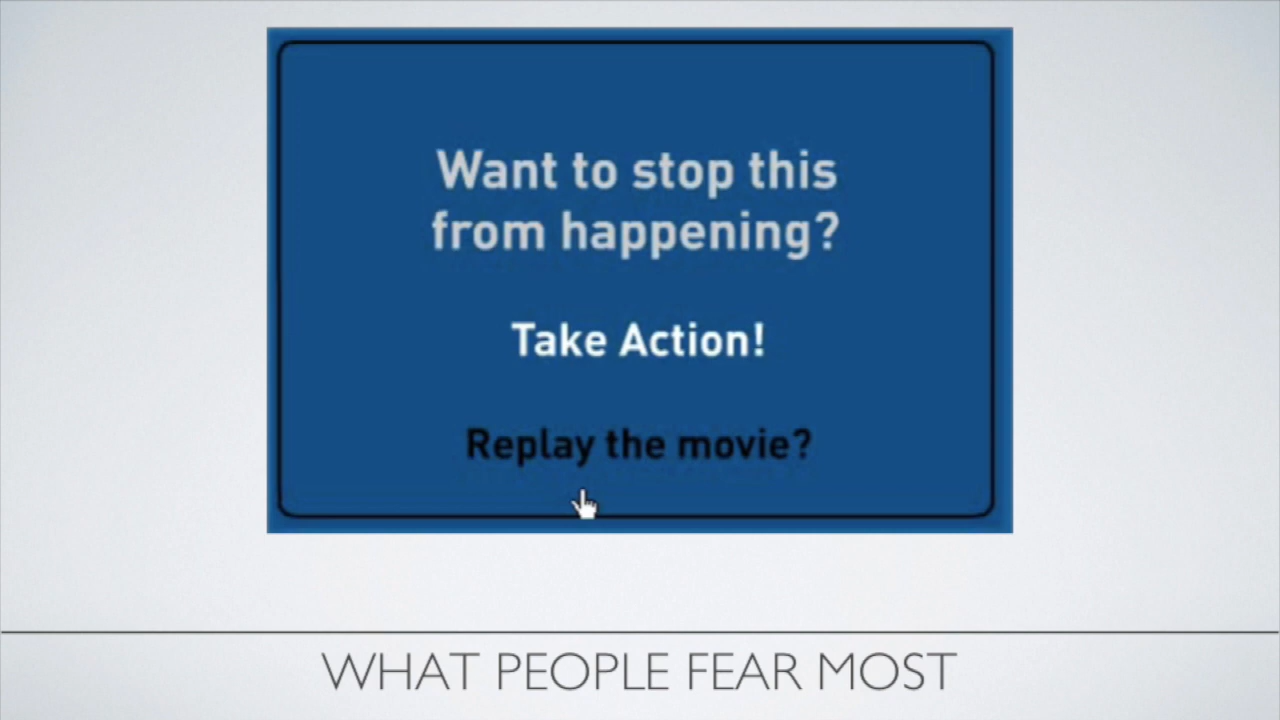 Want to stop this
from happening?
Take Action!
Replay the movie?
WHAT PEOPLE FEAR MOST